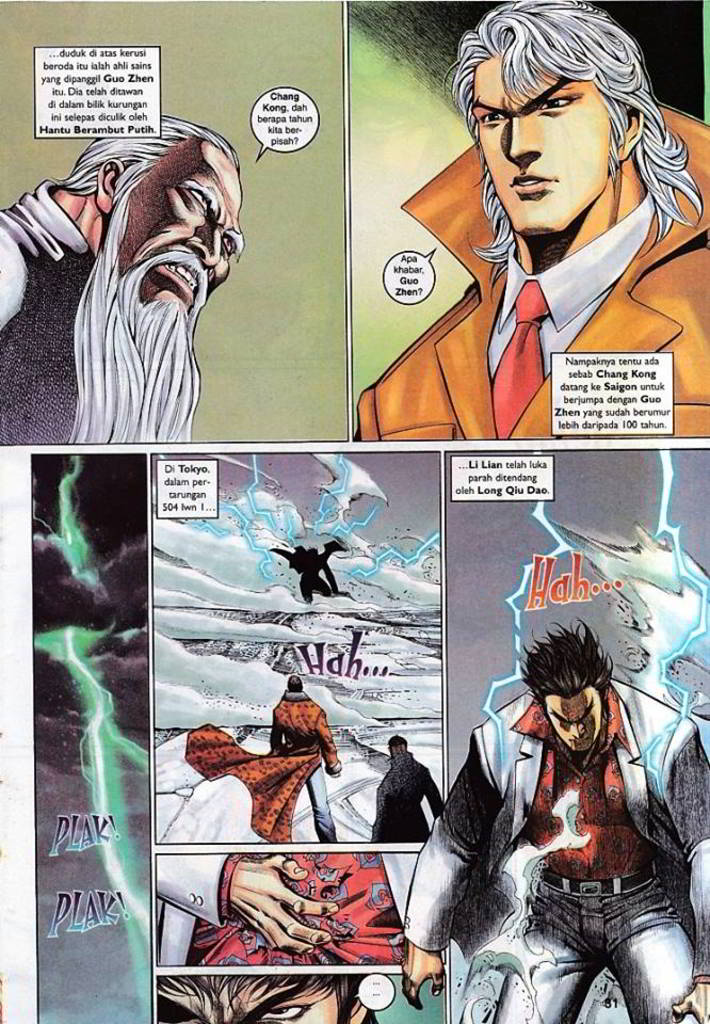 ...duduk di atas kerusi
beroda itu ialah ahli sains
yang dipanggil Guo Zhen
itu. Dia telah ditawan
di dalam bilik kurungan
ini selepas diculik oleh
Hantu Berambut Putih.
Chang
Kong, dah
berapa tahun
kita ber-
pisah?
Apa
khabar,
Guo
Zhen?
Nampaknya tentu ada
sebab Chang Kong
datang ke Saigon untuk
berjumpa dengan Guo
Zhen yang sudah berumur
lebih daripada 100 tahun.
PLAK!
PLAK!
Di Tokyo,
dalam per-
tarungan
504 lwn 1...
Hah...
...Li Lian telah luka
parah ditendang
oleh Long Qiu Dao.
Hah...
...
...
31